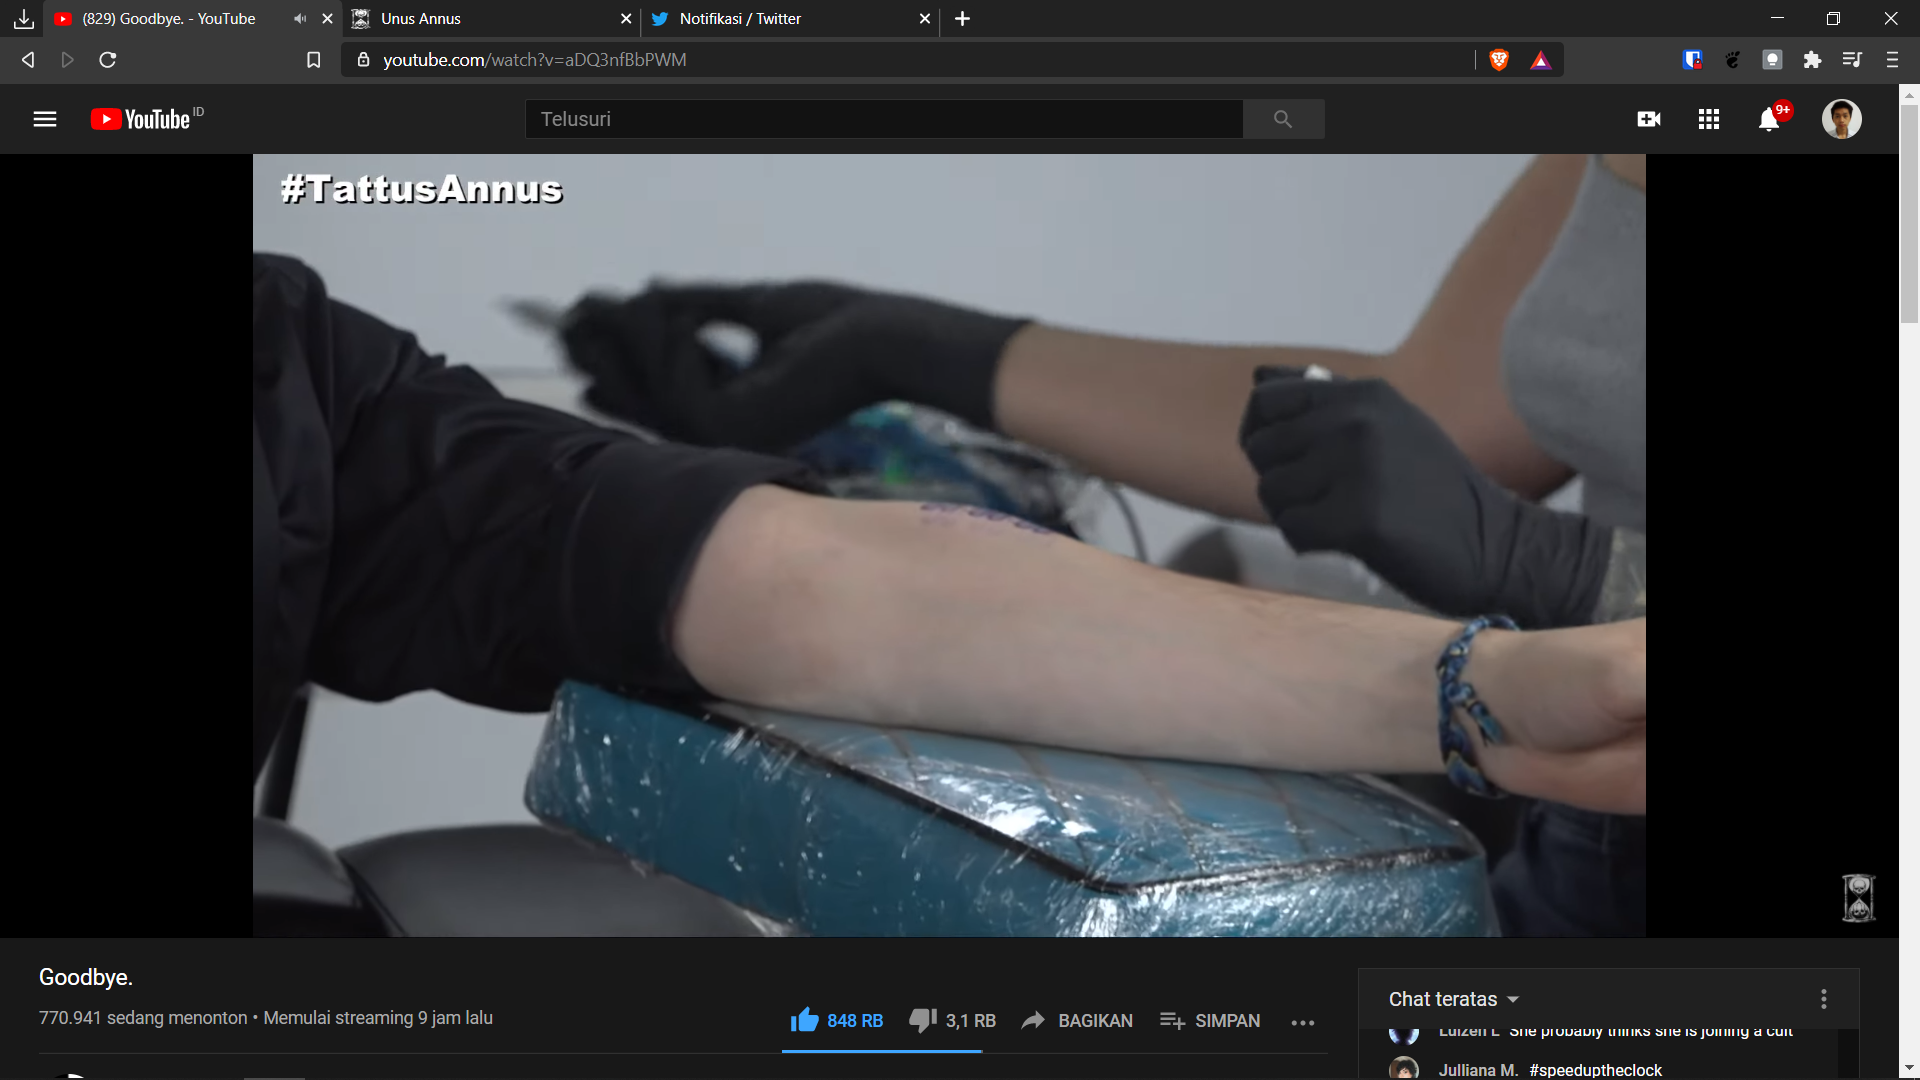 (829) Goodbye. - YouTube
Unus Annus
Notifikasi / Twitter
youtube.com/watch?v=aDQ3nfBbPWM
YouTube ID
Telusuri
9+
#TattusAnnus
Goodbye.
770.941 sedang menonton • Memulai streaming 9 jam lalu
848 RB
3,1 RB
BAGIKAN
SIMPAN
Chat teratas
Luizen L She probably thinks she is joining a cult
Julliana M. #speeduptheclock